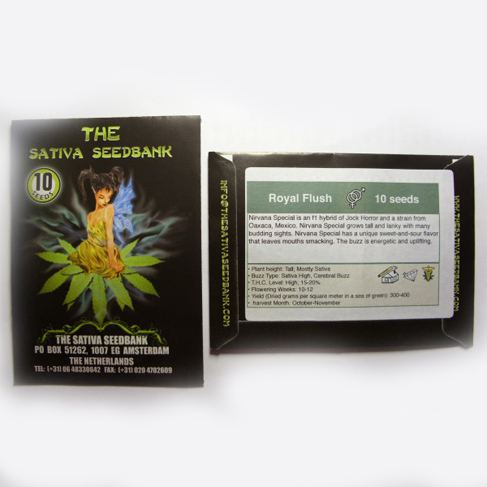 THE
SATIVA SEEDBANK
10
SEEDS
THE SATIVA SEEDBANK
PO BOX 51262, 1007 EG AMSTERDAM
THE NETHERLANDS
TEL: (+31) 06 48330642 FAX: (+31) 020 4702609
INFO@THESATIVASEEDBANK.COM
Royal Flush 10 seeds
Nirvana Special is an f1 hybrid of Jock Horror and a strain from
Oaxaca, Mexico. Nirvana Special grows tall and lanky with many
budding sights. Nirvana Special has a unique sweet-and-sour flavor
that leaves mouths smacking. The buzz is energetic and uplifting.
• Plant height: Tall; Mostly Sativa
• Buzz Type: Sativa High, Cerebral Buzz
• T.H.C. Level: High, 15-20%
• Flowering Weeks: 10-12
• Yield (Dried grams per square meter in a sea of green): 300-400
• harvest Month: October-November
WWW.THESATIVASEEDBANK.COM